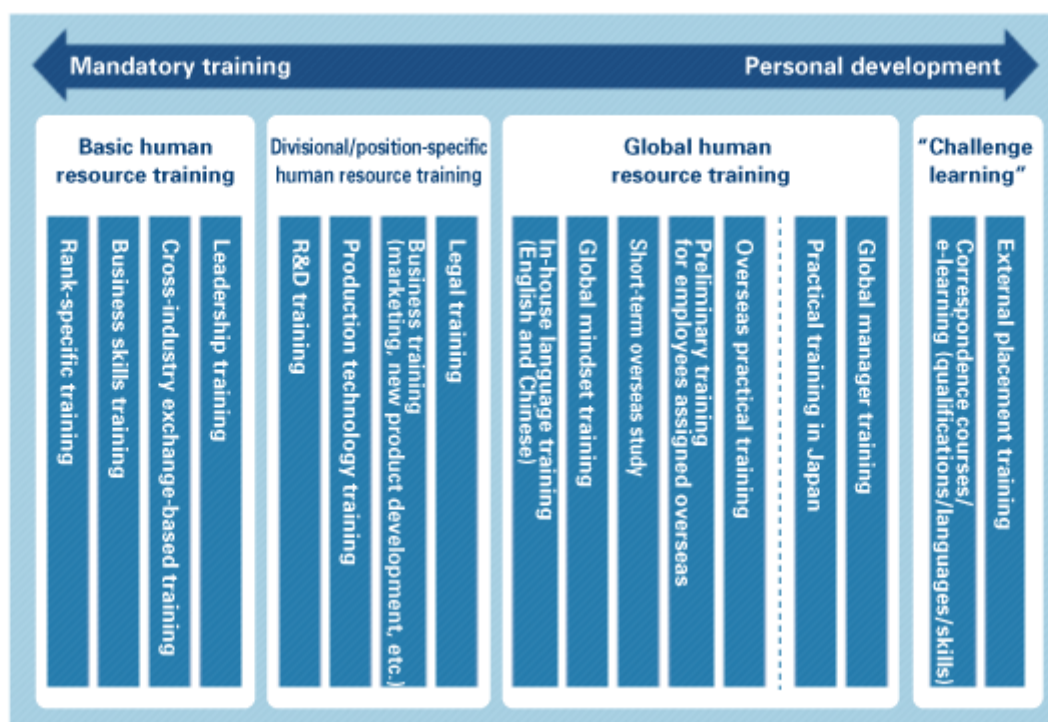 Mandatory training
Personal development
Basic human
resource training
Rank-specific training
Business skills training
Cross-industry exchange-based training
Leadership training
Divisional/position-specific
human resource training
R&D training
Production technology training
Business training
(marketing, new product development, etc.)
Legal training
Global human
resource training
In-house language training
(English and Chinese)
Global mindset training
Short-term overseas study
Preliminary training
for employees assigned overseas
Overseas practical training
Practical training in Japan
Global manager training
"Challenge
learning"
Correspondence courses/
e-learning (qualifications/languages/skills)
External placement training